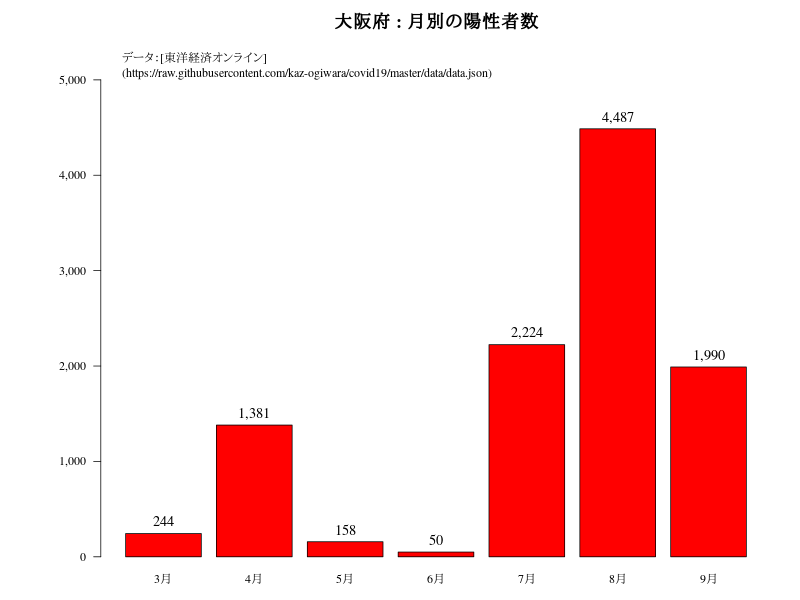 大阪府 : 月別の陽性者数
データ：[東洋経済オンライン]
(https://raw.githubusercontent.com/kaz-ogiwara/covid19/master/data/data.json)
5,000
4,000
3,000
2,000
1,000
0
244
1,381
158
50
2,224
4,487
1,990
3月
4月
5月
6月
7月
8月
9月